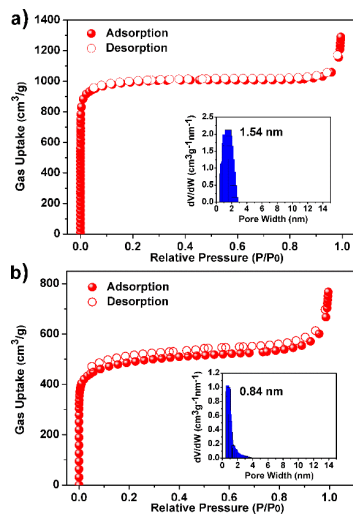 a)
1400
1200
1000
800
600
400
200
0
Gas Uptake (cm³/g)
Adsorption
Desorption
2.5
2.0
1.5
1.0
0.5
0.0
dV/dW (cm³g⁻¹nm⁻¹)
1.54 nm
0 2 4 6 8 10 12 14
Pore Width (nm)
0.0 0.2 0.4 0.6 0.8 1.0
Relative Pressure (P/P0)
b)
800
600
400
200
0
Gas Uptake (cm³/g)
Adsorption
Desorption
1.2
1.0
0.8
0.6
0.4
0.2
0.0
dV/dW (cm³g⁻¹nm⁻¹)
0.84 nm
0 2 4 6 8 10 12 14
Pore Width (nm)
0.0 0.2 0.4 0.6 0.8 1.0
Relative Pressure (P/P0)